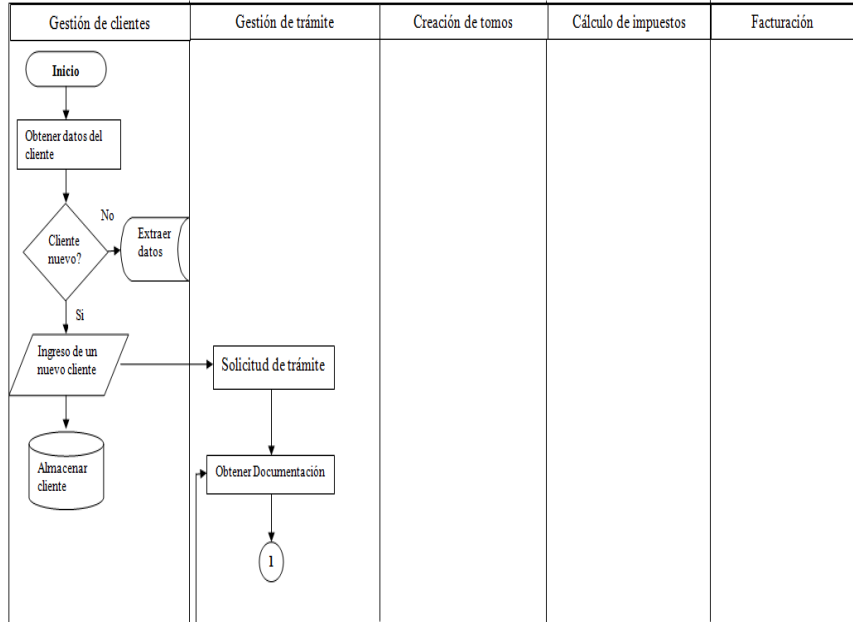 Gestión de clientes
Gestión de trámite
Creación de tomos
Cálculo de impuestos
Facturación
Inicio
Obtener datos del
cliente
Cliente
nuevo?
No
Extraer
datos
Si
Ingreso de un
nuevo cliente
Solicitud de trámite
Almacenar
cliente
Obtener Documentación
1